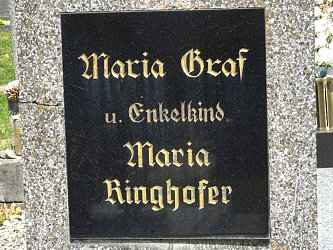 Maria Graf
u. Enkelkind
Maria
Ringhofer